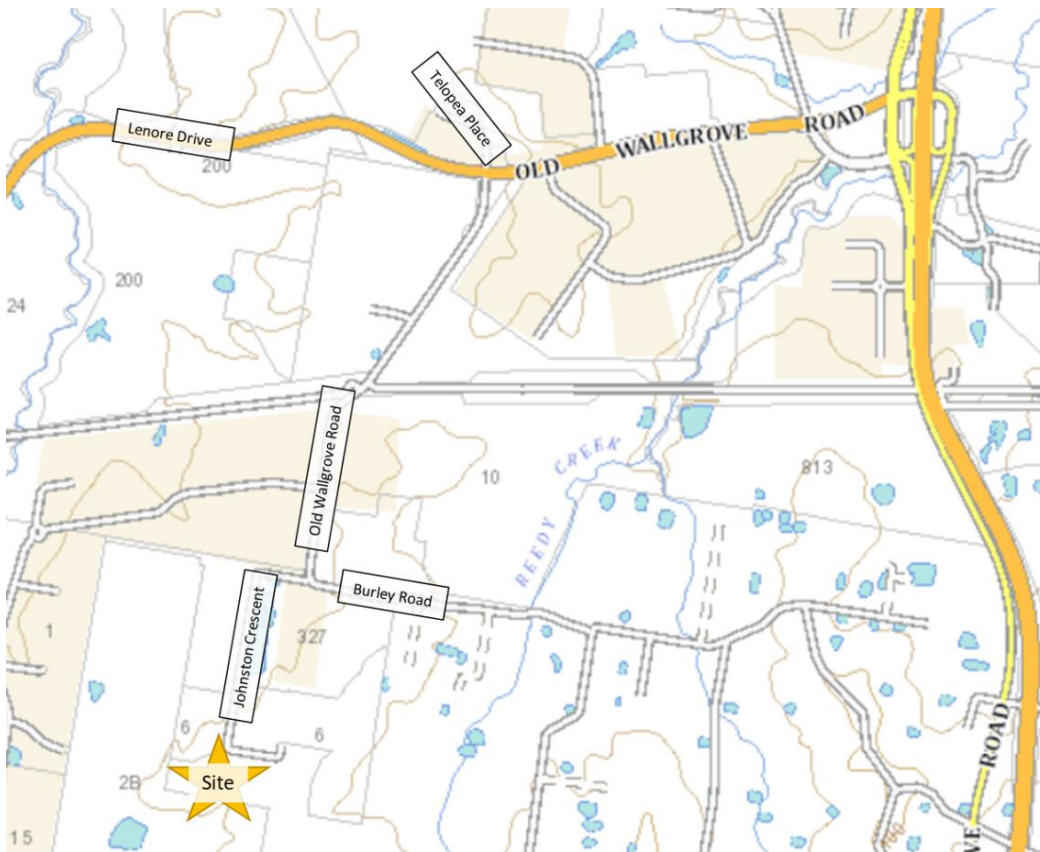 Telopea Place
Lenore Drive
OLD WALLGROVE ROAD
200
200
24
Old Wallgrove Road
10
813
REEDY CREEK
Burley Road
Johnston Crescent
327
1
6
6
ROAD
Site
2B
15
VE